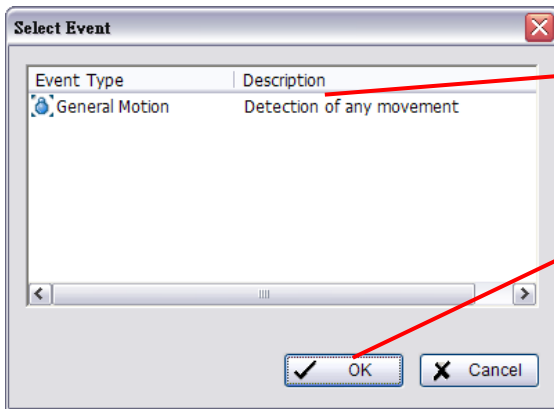 Select Event
Event Type Description
General Motion Detection of any movement
OK Cancel